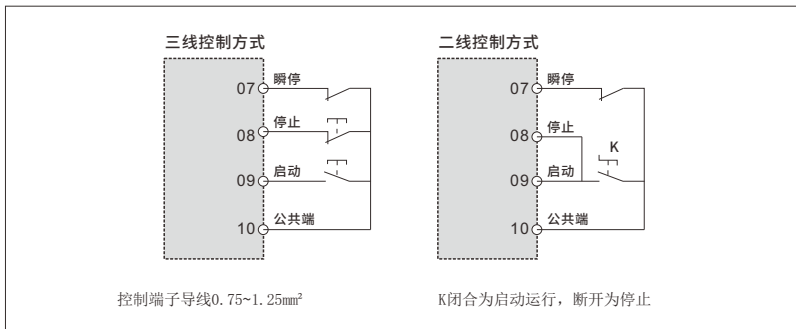 三线控制方式
07 瞬停
08 停止
09 启动
10 公共端
控制端子导线0.75~1.25mm²
二线控制方式
07 瞬停
08 停止
K
09 启动
10 公共端
K闭合为启动运行，断开为停止